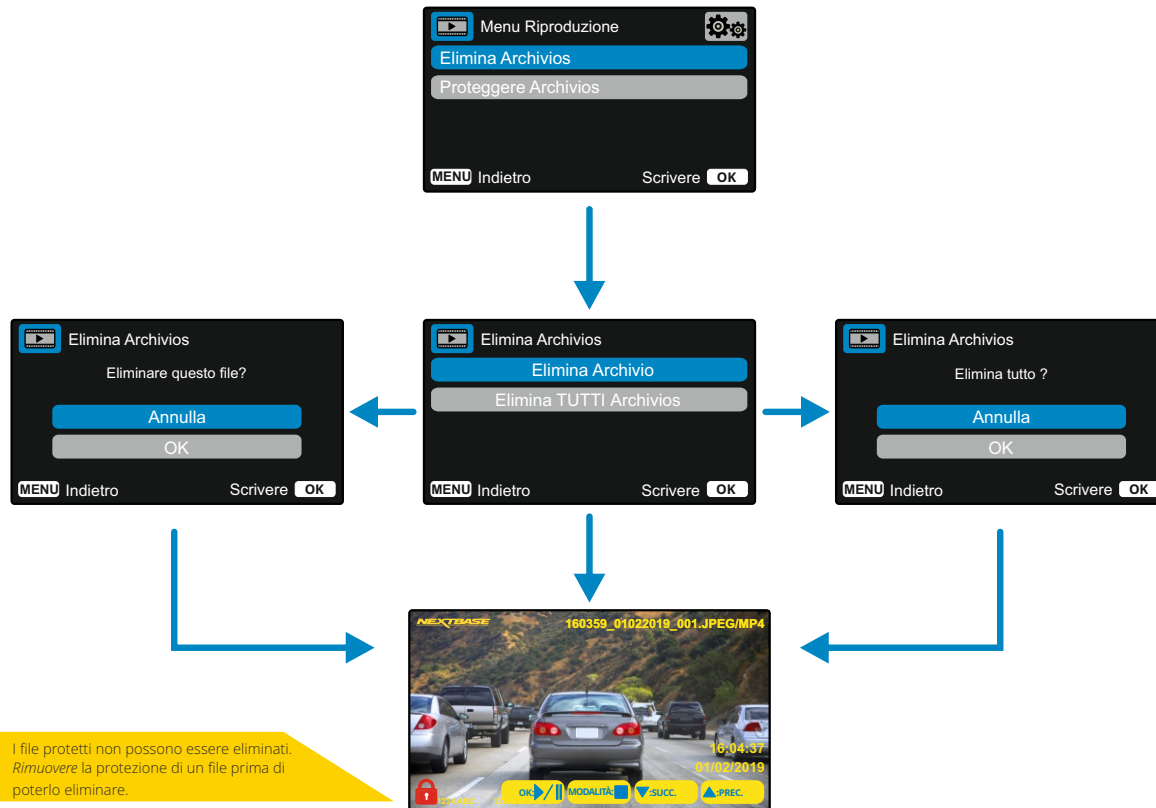 Menu Riproduzione
Elimina Archivios
Proteggere Archivios
MENU Indietro Scrivere OK
Elimina Archivios
Eliminare questo file?
Annulla
OK
MENU Indietro Scrivere OK
Elimina Archivios
Elimina Archivio
Elimina TUTTI Archivios
MENU Indietro Scrivere OK
Elimina Archivios
Elimina tutto ?
Annulla
OK
MENU Indietro Scrivere OK
NEXTBASE 160359_01022019_001.JPEG/MP4
16:04:37
01/02/2019
OK: MODALITÀ: :SUCC. :PREC.
I file protetti non possono essere eliminati.
Rimuovere la protezione di un file prima di
poterlo eliminare.